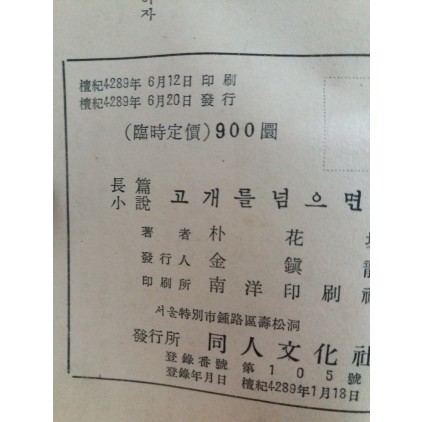 이자
檀紀4289年 6月12日 印刷
檀紀4289年 6月20日 發行
(臨時定價) 900圜
長篇小說 고개를넘으면
著者 朴花
發行人 金鎭
印刷所 南洋印刷
서울特別市鍾路區壽松洞
發行所 同人文化社
登錄番號 第105號
登錄年月日 檀紀4289年1月18日